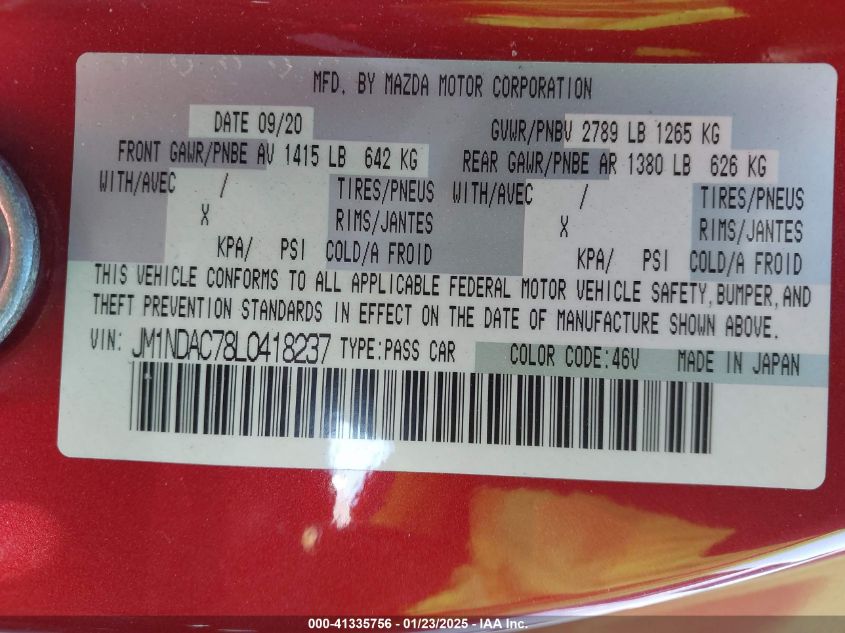 MFD. BY MAZDA MOTOR CORPORATION
DATE 09/20 GVWR/PNBV 2789 LB 1265 KG
FRONT GAWR/PNBE AV 1415 LB 642 KG REAR GAWR/PNBE AR 1380 LB 626 KG
WITH/AVEC / TIRES/PNEUS WITH/AVEC / TIRES/PNEUS
X RIMS/JANTES X RIMS/JANTES
KPA/ PSI COLD/A FROID KPA/ PSI COLD/A FROID
THIS VEHICLE CONFORMS TO ALL APPLICABLE FEDERAL MOTOR VEHICLE SAFETY, BUMPER, AND
THEFT PREVENTION STANDARDS IN EFFECT ON THE DATE OF MANUFACTURE SHOWN ABOVE.
VIN: JM1NDAC78L0418237 TYPE:PASS CAR COLOR CODE:46V MADE IN JAPAN
000-41335756 - 01/23/2025 - IAA Inc.